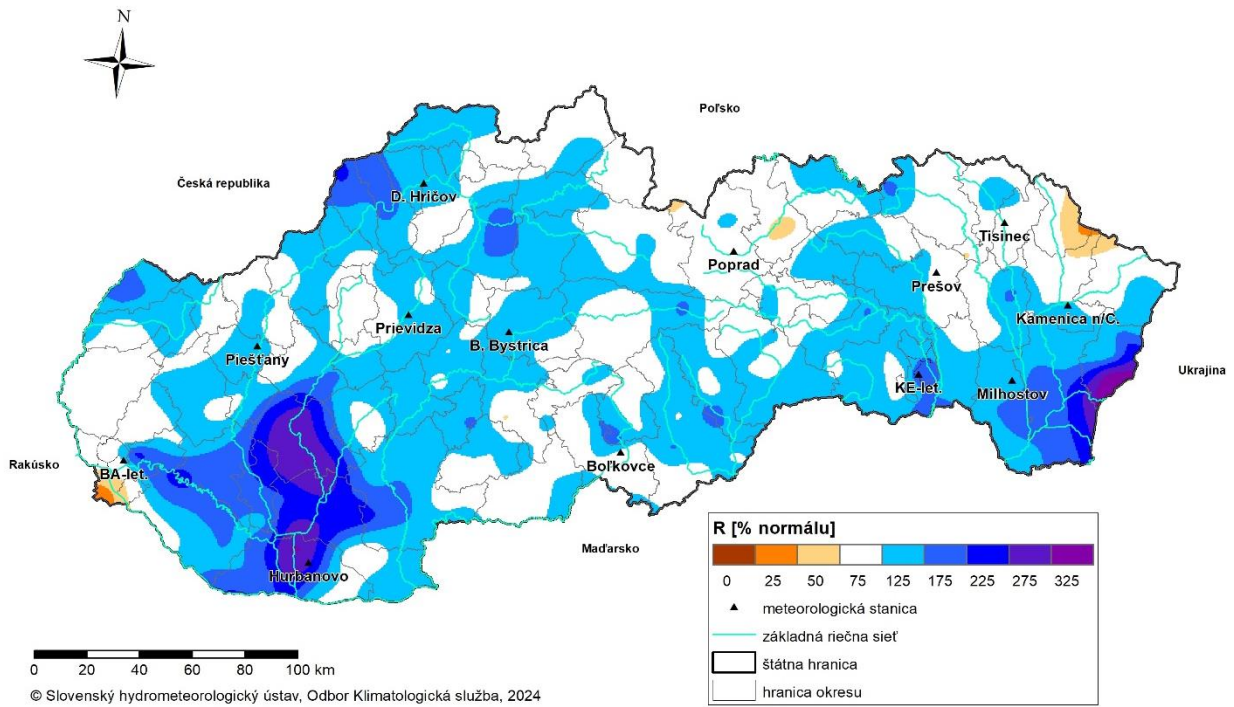 N
Poľsko
Česká republika
D. Hričov
Tisinec
Poprad
Prešov
Kamenica n/C.
Prievidza
B. Bystrica
Piešťany
Ukrajina
KE-let.
Milhostov
Rakúsko
BA-let.
Boľkovce
Maďarsko
Hurbanovo
R [% normálu]
0 25 50 75 125 175 225 275 325
meteorologická stanica
základná riečna sieť
štátna hranica
hranica okresu
0 20 40 60 80 100 km
© Slovenský hydrometeorologický ústav, Odbor Klimatologická služba, 2024